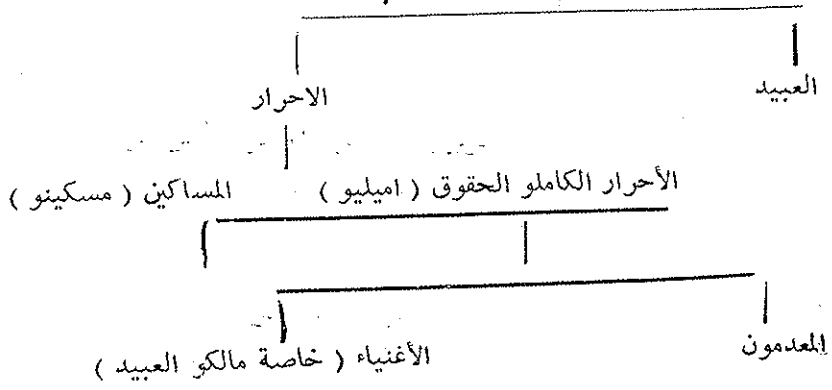 العبيد
الاحرار
الأحرار الكاملو الحقوق ( اميليو )
المساكين ( مسكينو )
المعدمون
الأغنياء ( خاصة مالكو العبيد )